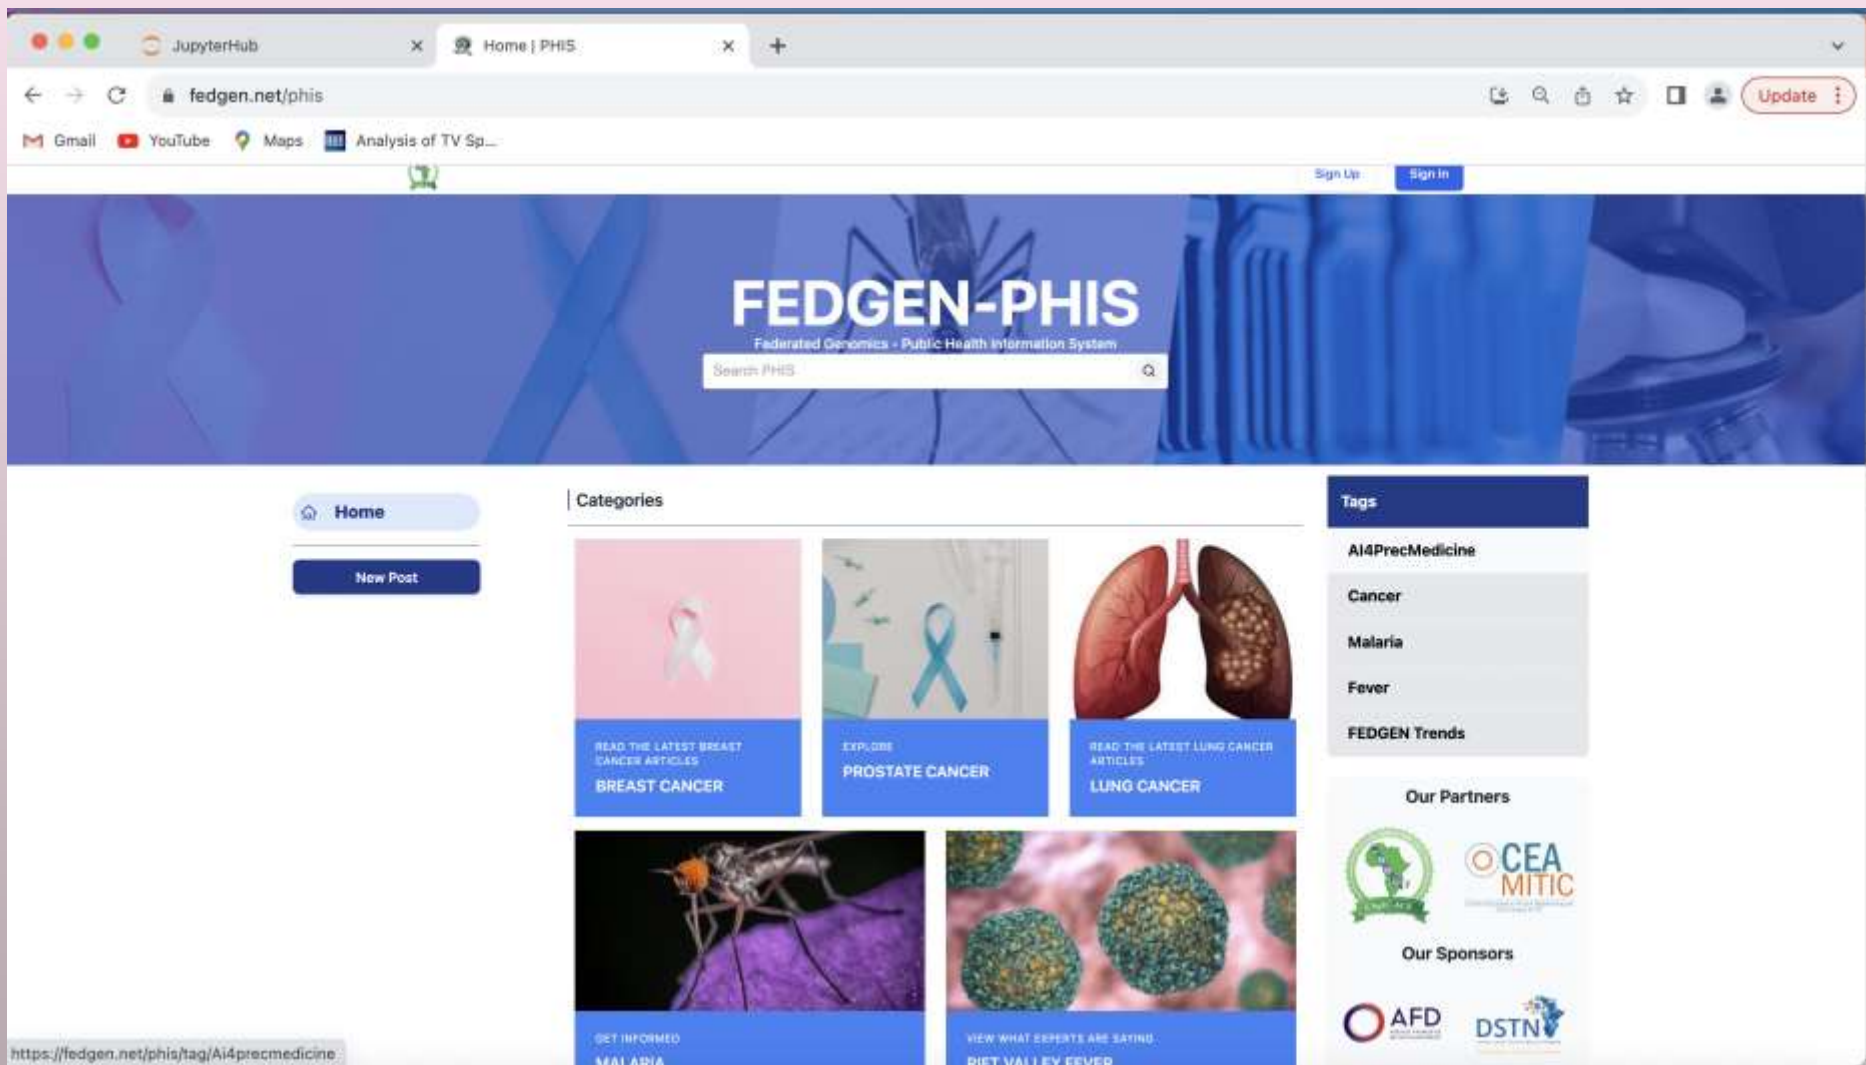 JupyterHub
Home | PHIS
fedgen.net/phis
Update
Gmail
YouTube
Maps
Analysis of TV Sp...
Sign Up
Sign In
FEDGEN-PHIS
Federated Genomics - Public Health Information System
Search PHIS
Home
New Post
Categories
READ THE LATEST BREAST
CANCER ARTICLES
BREAST CANCER
EXPLORE
PROSTATE CANCER
READ THE LATEST LUNG CANCER
ARTICLES
LUNG CANCER
GET INFORMED
MALARIA
VIEW WHAT EXPERTS ARE SAYING
RIFT VALLEY FEVER
Tags
AI4PrecMedicine
Cancer
Malaria
Fever
FEDGEN Trends
Our Partners
CEA
MITIC
Our Sponsors
AFD
DSTN
https://fedgen.net/phis/tag/Ai4precmedicine